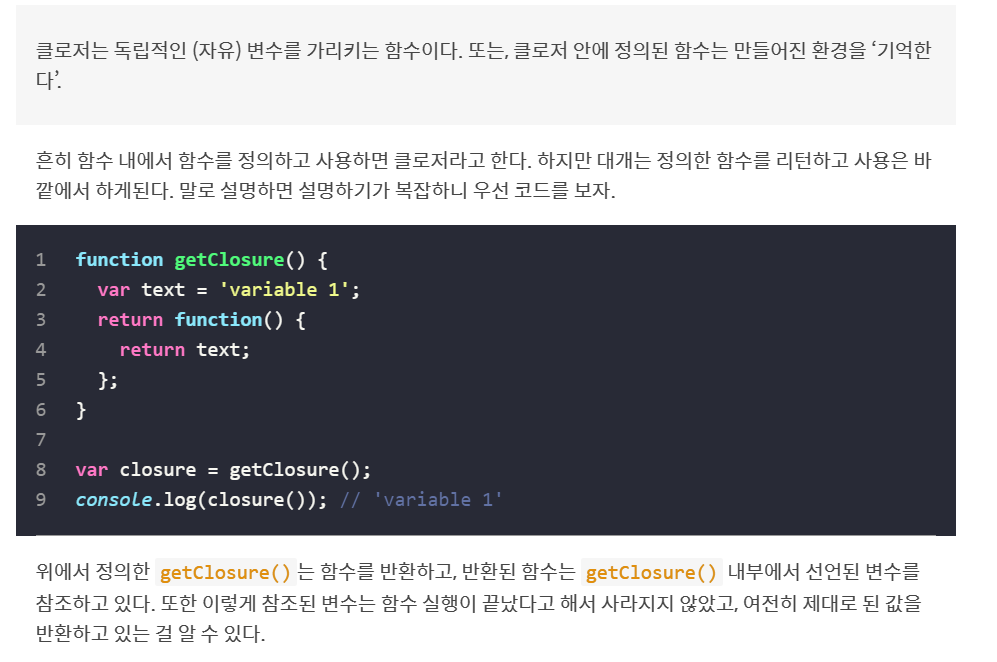 클로저는 독립적인 (자유) 변수를 가리키는 함수이다. 또는, 클로저 안에 정의된 함수는 만들어진 환경을 ‘기억한
다’.
흔히 함수 내에서 함수를 정의하고 사용하면 클로저라고 한다. 하지만 대개는 정의한 함수를 리턴하고 사용은 바
깥에서 하게된다. 말로 설명하면 설명하기가 복잡하니 우선 코드를 보자.
1 function getClosure() {
2   var text = 'variable 1';
3   return function() {
4     return text;
5   };
6 }
7
8 var closure = getClosure();
9 console.log(closure()); // 'variable 1'
위에서 정의한 getClosure() 는 함수를 반환하고, 반환된 함수는 getClosure() 내부에서 선언된 변수를
참조하고 있다. 또한 이렇게 참조된 변수는 함수 실행이 끝났다고 해서 사라지지 않았고, 여전히 제대로 된 값을
반환하고 있는 걸 알 수 있다.